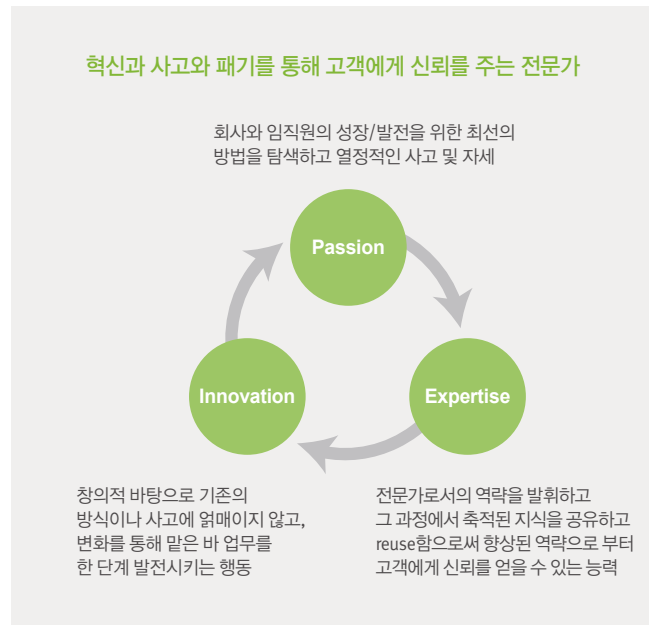 혁신과 사고와 패기를 통해 고객에게 신뢰를 주는 전문가
회사와 임직원의 성장/발전을 위한 최선의
방법을 탐색하고 열정적인 사고 및 자세
Passion
Innovation
Expertise
창의적 바탕으로 기존의
방식이나 사고에 얽매이지 않고,
변화를 통해 맡은 바 업무를
한 단계 발전시키는 행동
전문가로서의 역략을 발휘하고
그 과정에서 축적된 지식을 공유하고
reuse함으로써 향상된 역략으로 부터
고객에게 신뢰를 얻을 수 있는 능력